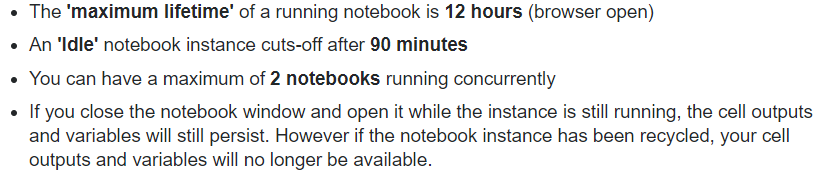 • The 'maximum lifetime' of a running notebook is 12 hours (browser open)
• An 'Idle' notebook instance cuts-off after 90 minutes
• You can have a maximum of 2 notebooks running concurrently
• If you close the notebook window and open it while the instance is still running, the cell outputs
and variables will still persist. However if the notebook instance has been recycled, your cell
outputs and variables will no longer be available.